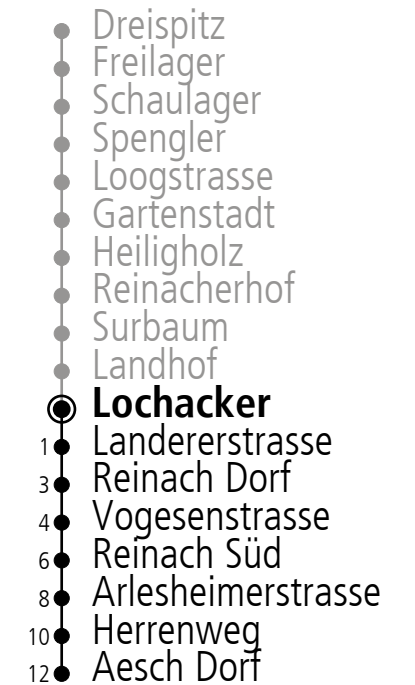 Dreispitz
Freilager
Schaulager
Spengler
Loogstrasse
Gartenstadt
Heiligholz
Reinacherhof
Surbaum
Landhof
Lochacker
1 Landererstrasse
3 Reinach Dorf
4 Vogesenstrasse
6 Reinach Süd
8 Arlesheimerstrasse
10 Herrenweg
12 Aesch Dorf